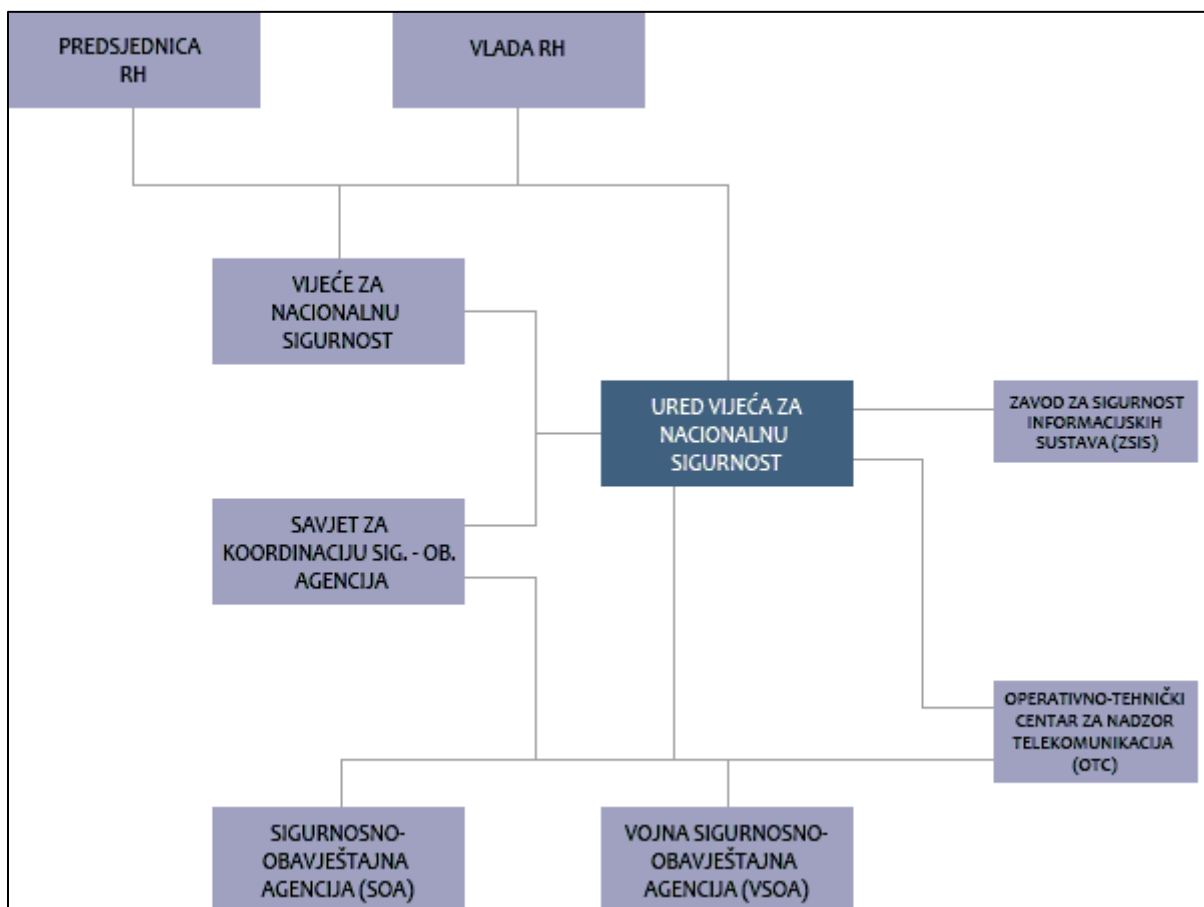 PREDSJEDNICA
RH
VLADA RH
VIJEĆE ZA
NACIONALNU
SIGURNOST
URED VIJEĆA ZA
NACIONALNU
SIGURNOST
ZAVOD ZA SIGURNOST
INFORMACIJSKIH
SUSTAVA (ZSIS)
SAVJET ZA
KOORDINACIJU SIG. - OB.
AGENCIJA
OPERATIVNO-TEHNIČKI
CENTAR ZA NADZOR
TELEKOMUNIKACIJA
(OTC)
SIGURNOSNO-
OBAVJEŠTAJNA
AGENCIJA (SOA)
VOJNA SIGURNOSNO-
OBAVJEŠTAJNA
AGENCIJA (VSOA)